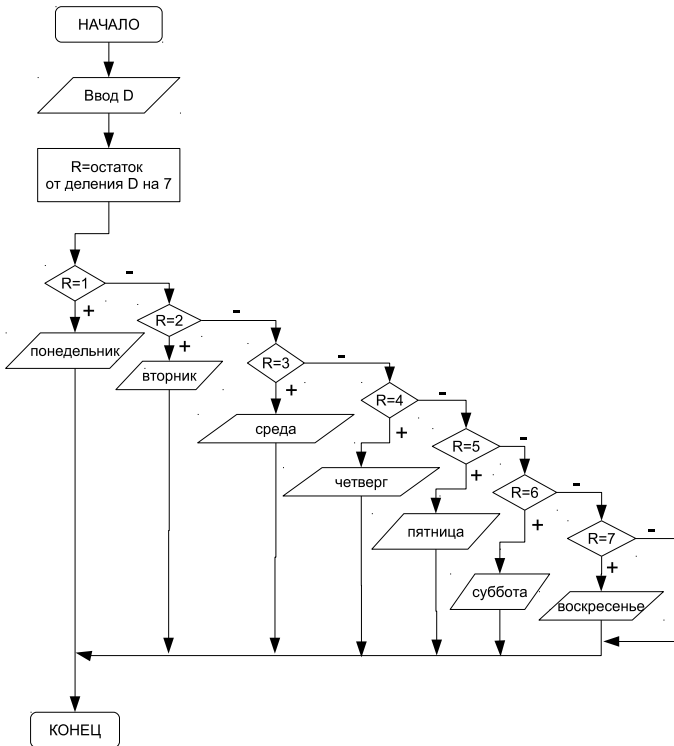 НАЧАЛО
Ввод D
R=остаток
от деления D на 7
R=1
-
+
понедельник
R=2
-
+
вторник
R=3
-
+
среда
R=4
-
+
четверг
R=5
-
+
пятница
R=6
-
+
суббота
R=7
-
+
воскресенье
КОНЕЦ